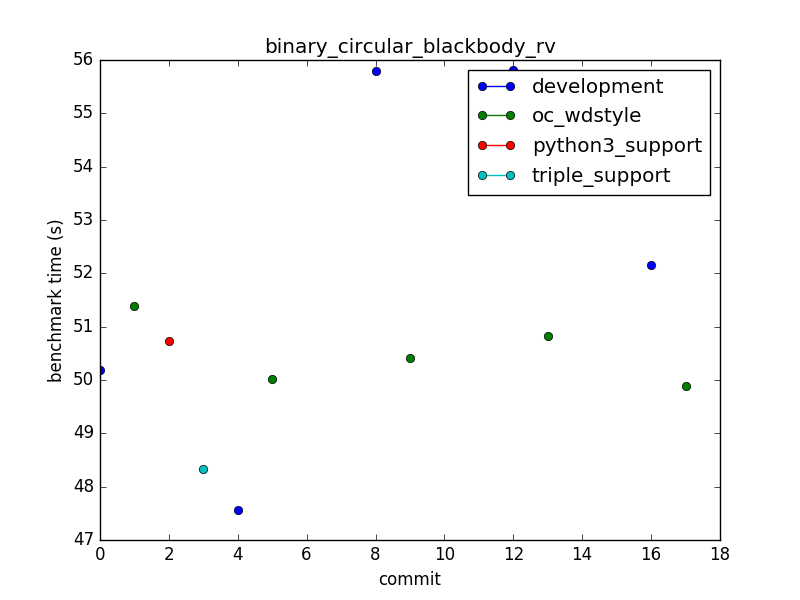 binary_circular_blackbody_rv
56
55
54
53
52
51
50
49
48
47
benchmark time (s)
development
oc_wdstyle
python3_support
triple_support
0 2 4 6 8 10 12 14 16 18
commit